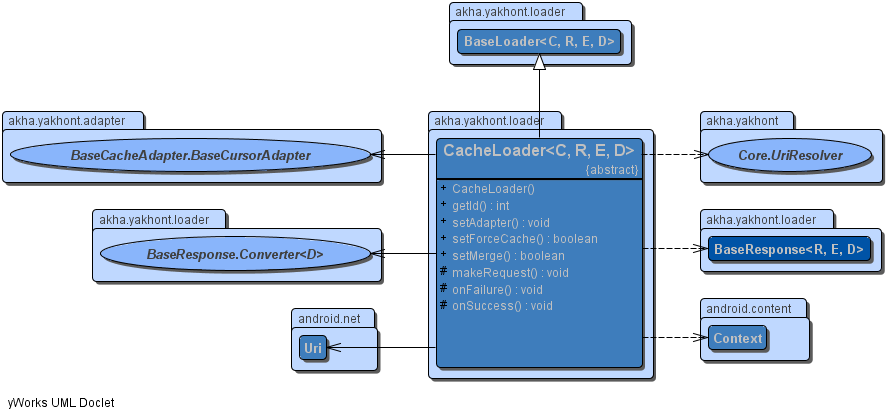 akha.yakhont.loader
BaseLoader<C, R, E, D>
akha.yakhont.adapter
BaseCacheAdapter.BaseCursorAdapter
akha.yakhont.loader
CacheLoader<C, R, E, D>
{abstract}
+ CacheLoader()
+ getId() : int
+ setAdapter() : void
+ setForceCache() : boolean
+ setMerge() : boolean
# makeRequest() : void
# onFailure() : void
# onSuccess() : void
akha.yakhont
Core.UriResolver
akha.yakhont.loader
BaseResponse.Converter<D>
akha.yakhont.loader
BaseResponse<R, E, D>
android.net
Uri
android.content
Context
yWorks UML Doclet